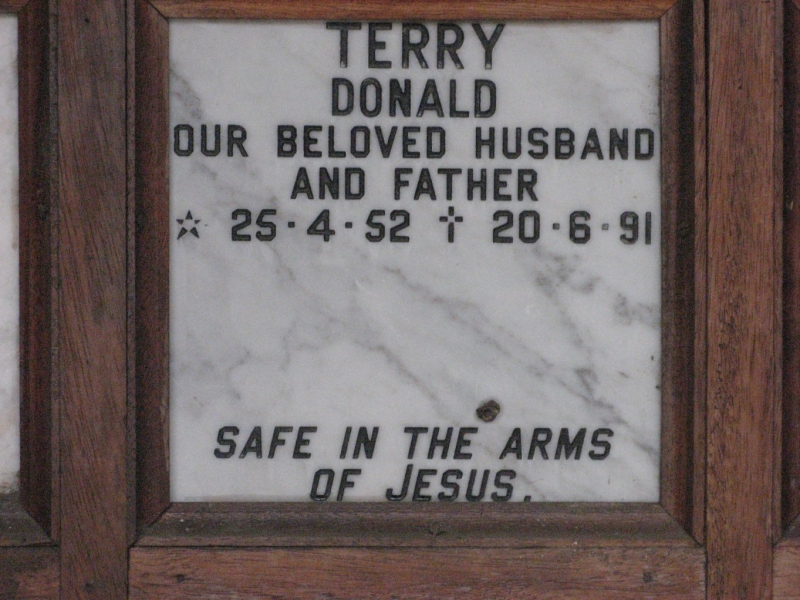 TERRY
DONALD
OUR BELOVED HUSBAND
AND FATHER
☆ 25·4·52 † 20·6·91
SAFE IN THE ARMS
OF JESUS.